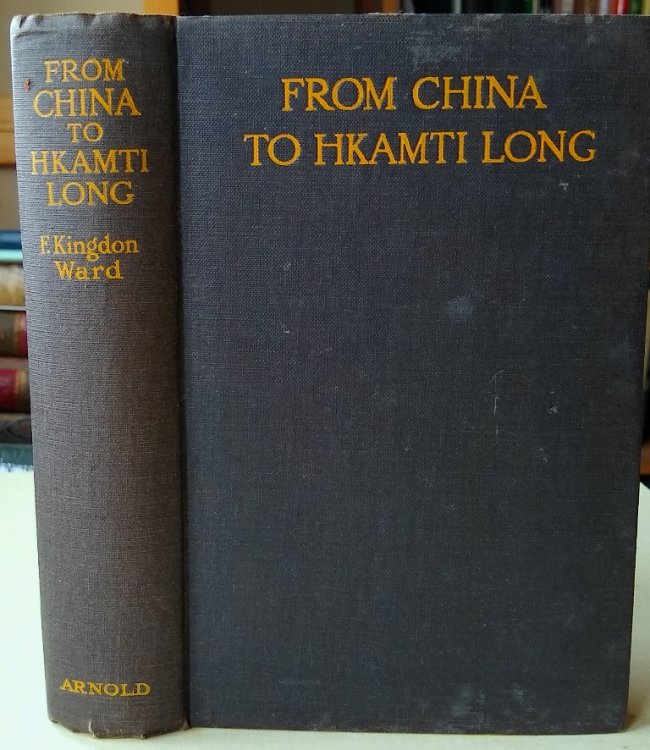 FROM
CHINA
TO
HKAMTI
LONG
F. Kingdon
Ward
ARNOLD
FROM CHINA
TO HKAMTI LONG